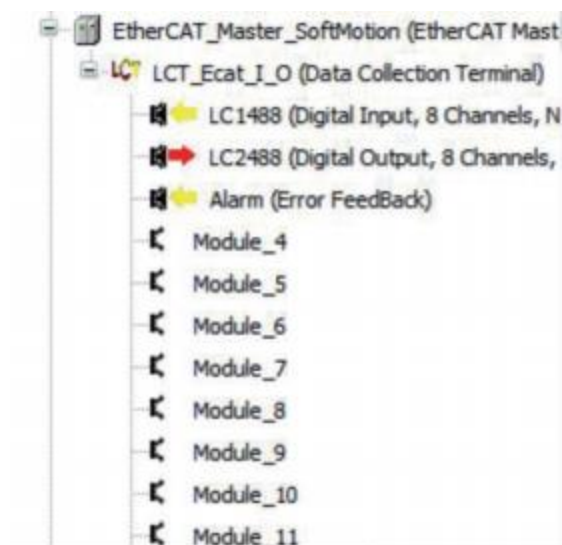 EtherCAT_Master_SoftMotion (EtherCAT Mast
LCT LCT_Ecat_I_O (Data Collection Terminal)
LC1488 (Digital Input, 8 Channels, N
LC2488 (Digital Output, 8 Channels,
Alarm (Error FeedBack)
Module_4
Module_5
Module_6
Module_7
Module_8
Module_9
Module_10
Module_11